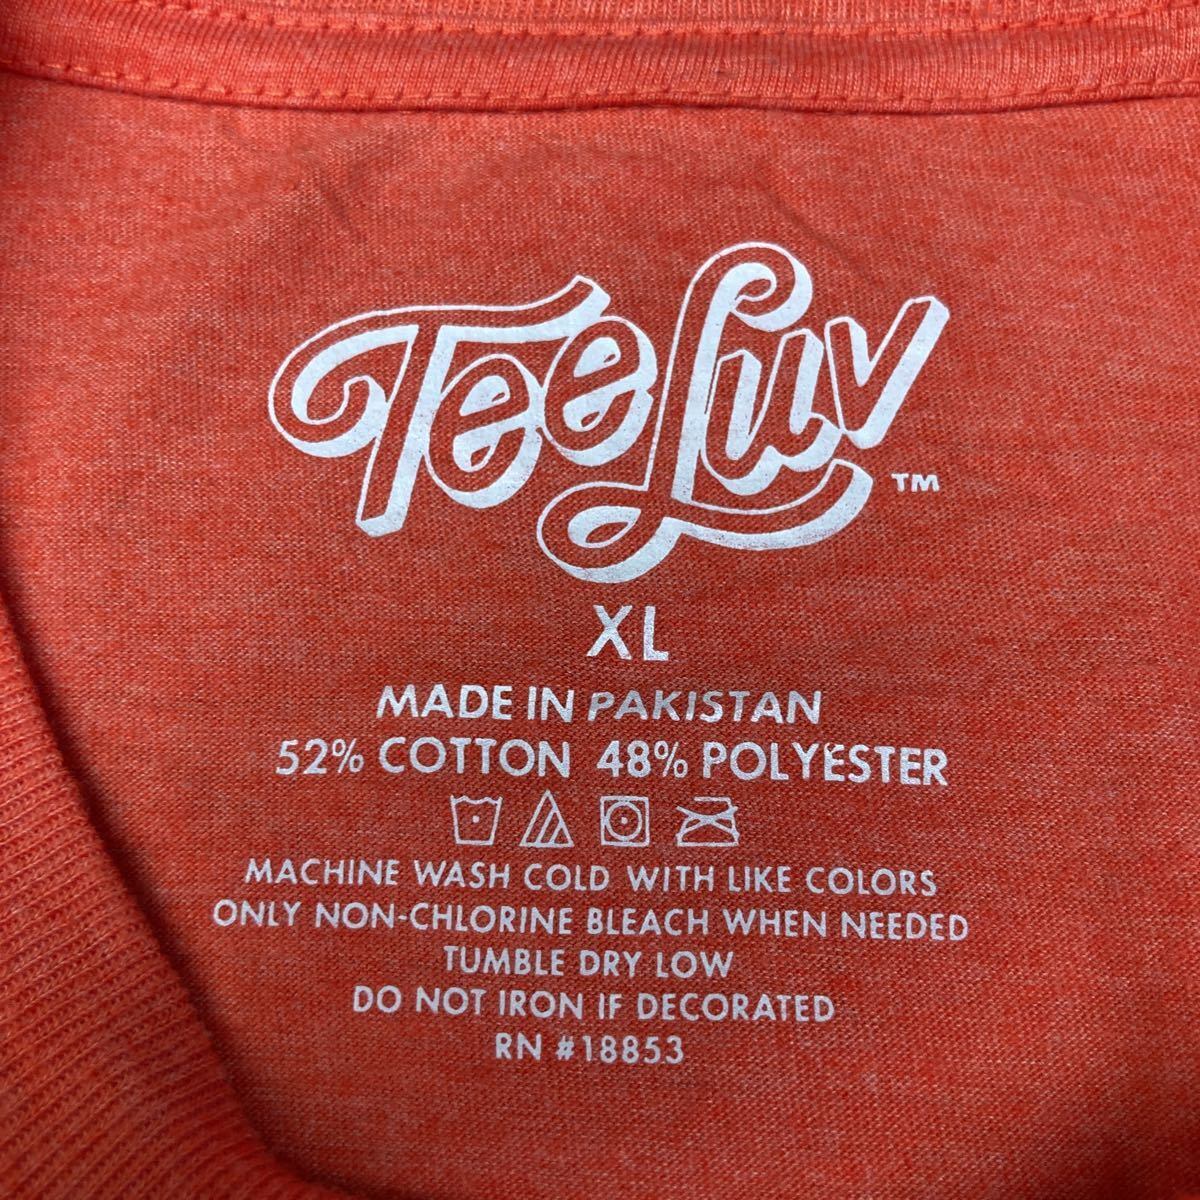 TeeLuv™
XL
MADE IN PAKISTAN
52% COTTON 48% POLYESTER
MACHINE WASH COLD WITH LIKE COLORS
ONLY NON-CHLORINE BLEACH WHEN NEEDED
TUMBLE DRY LOW
DO NOT IRON IF DECORATED
RN #18853